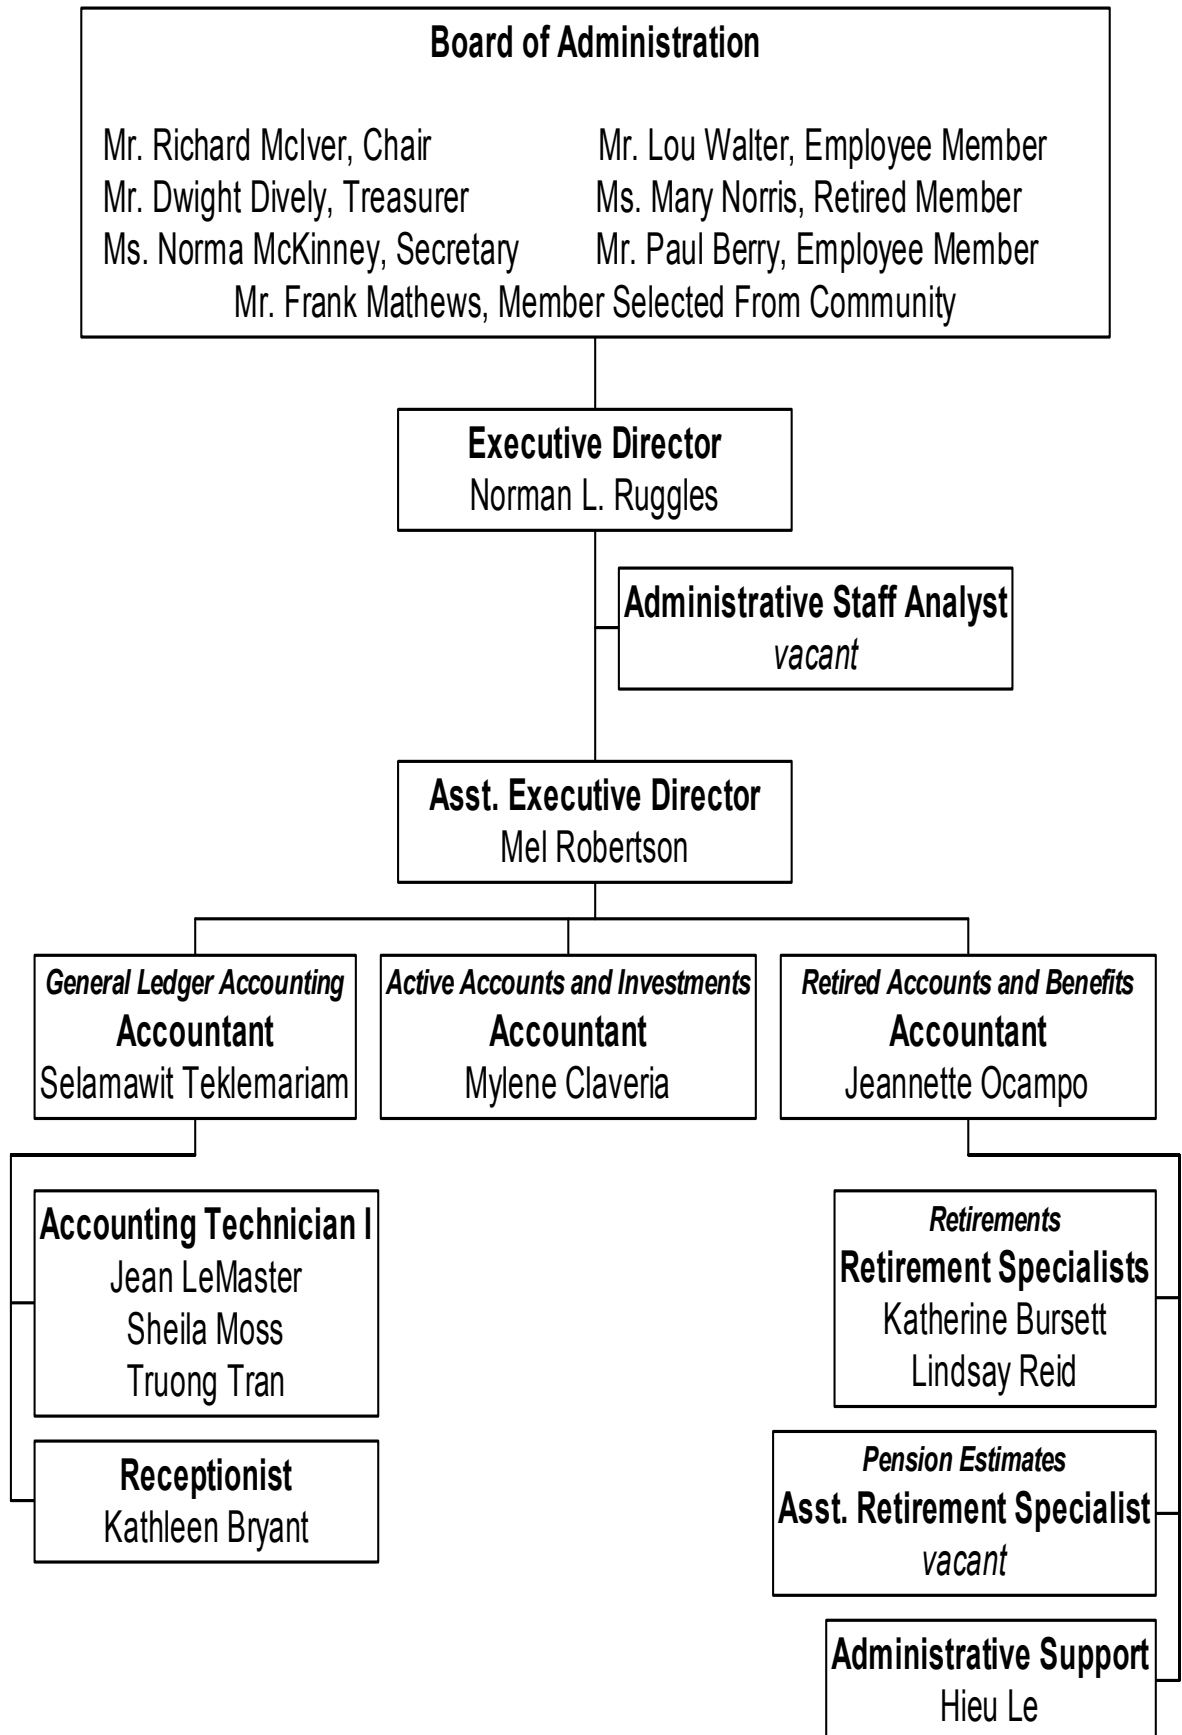 Board of Administration
Mr. Richard McIver, Chair
Mr. Lou Walter, Employee Member
Mr. Dwight Dively, Treasurer
Ms. Mary Norris, Retired Member
Ms. Norma McKinney, Secretary
Mr. Paul Berry, Employee Member
Mr. Frank Mathews, Member Selected From Community
Executive Director
Norman L. Ruggles
Administrative Staff Analyst
vacant
Asst. Executive Director
Mel Robertson
General Ledger Accounting
Accountant
Selamawit Teklemariam
Active Accounts and Investments
Accountant
Mylene Claveria
Retired Accounts and Benefits
Accountant
Jeannette Ocampo
Accounting Technician I
Jean LeMaster
Sheila Moss
Truong Tran
Receptionist
Kathleen Bryant
Retirements
Retirement Specialists
Katherine Bursett
Lindsay Reid
Pension Estimates
Asst. Retirement Specialist
vacant
Administrative Support
Hieu Le